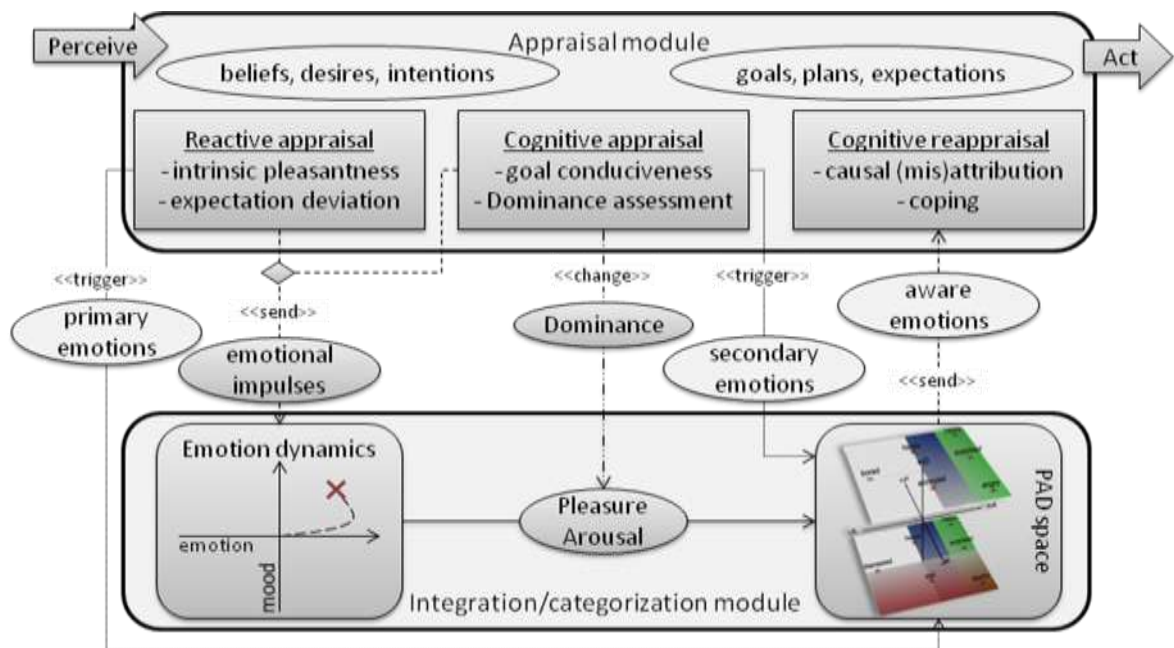 Perceive
Appraisal module
Act
beliefs, desires, intentions
goals, plans, expectations
Reactive appraisal
- intrinsic pleasantness
- expectation deviation
Cognitive appraisal
- goal conduciveness
- Dominance assessment
Cognitive reappraisal
- causal (mis)attribution
- coping
<<trigger>>
<<send>>
<<change>>
<<trigger>>
primary
emotions
emotional
impulses
Dominance
secondary
emotions
aware
emotions
<<send>>
Emotion dynamics
emotion
mood
Pleasure
Arousal
PAD space
Integration/categorization module